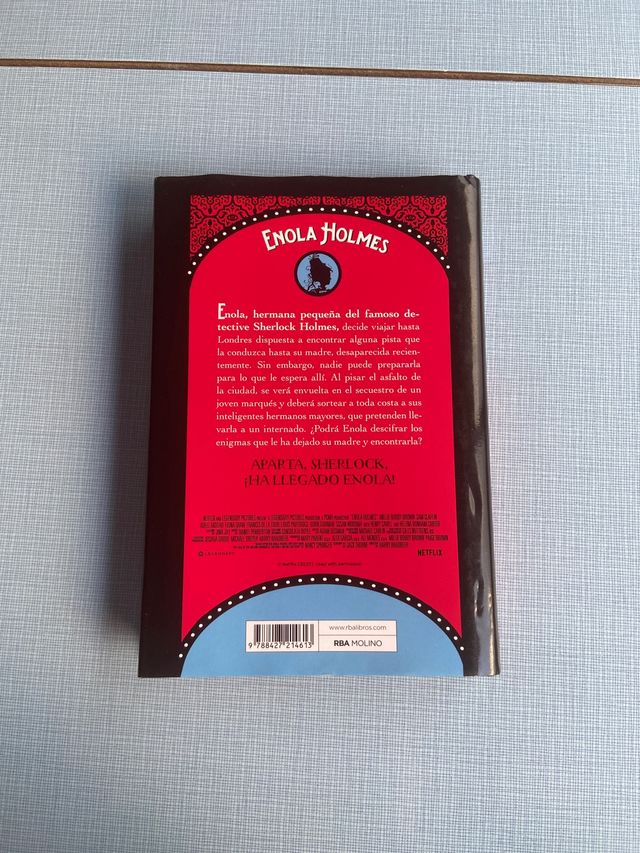 ENOLA HOLMES
Enola, hermana pequeña del famoso de-
tective Sherlock Holmes, decide viajar hasta
Londres dispuesta a encontrar alguna pista que
la conduzca hasta su madre, desaparecida recien-
temente. Sin embargo, nadie puede prepararla
para lo que le espera allí. Al pisar el asfalto de
la ciudad, se verá envuelta en el secuestro de un
joven marqués y deberá sortear a toda costa a sus
inteligentes hermanos mayores, que pretenden lle-
varla a un internado. ¿Podrá Enola descifrar los
enigmas que le ha dejado su madre y encontrarla?
APARTA, SHERLOCK,
¡HA LLEGADO ENOLA!
LEGENDARY
NETFLIX
www.rbalibros.com
RBA MOLINO
9 788427 214613